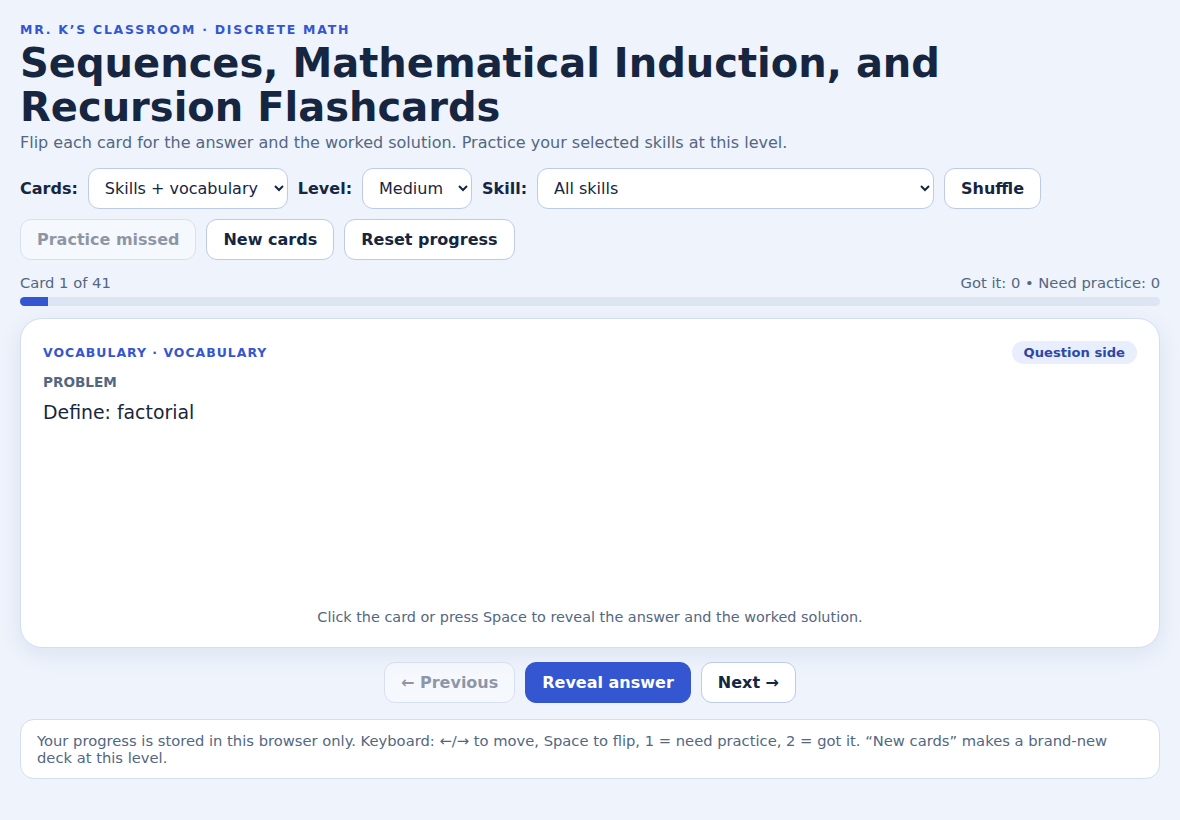 MR. K’S CLASSROOM · DISCRETE MATH
Sequences, Mathematical Induction, and
Recursion Flashcards
Flip each card for the answer and the worked solution. Practice your selected skills at this level.
Cards: Skills + vocabulary Level: Medium Skill: All skills Shuffle
Practice missed New cards Reset progress
Card 1 of 41 Got it: 0 • Need practice: 0
VOCABULARY · VOCABULARY Question side
PROBLEM
Define: factorial
Click the card or press Space to reveal the answer and the worked solution.
← Previous Reveal answer Next →
Your progress is stored in this browser only. Keyboard: ←/→ to move, Space to flip, 1 = need practice, 2 = got it. “New cards” makes a brand-new
deck at this level.